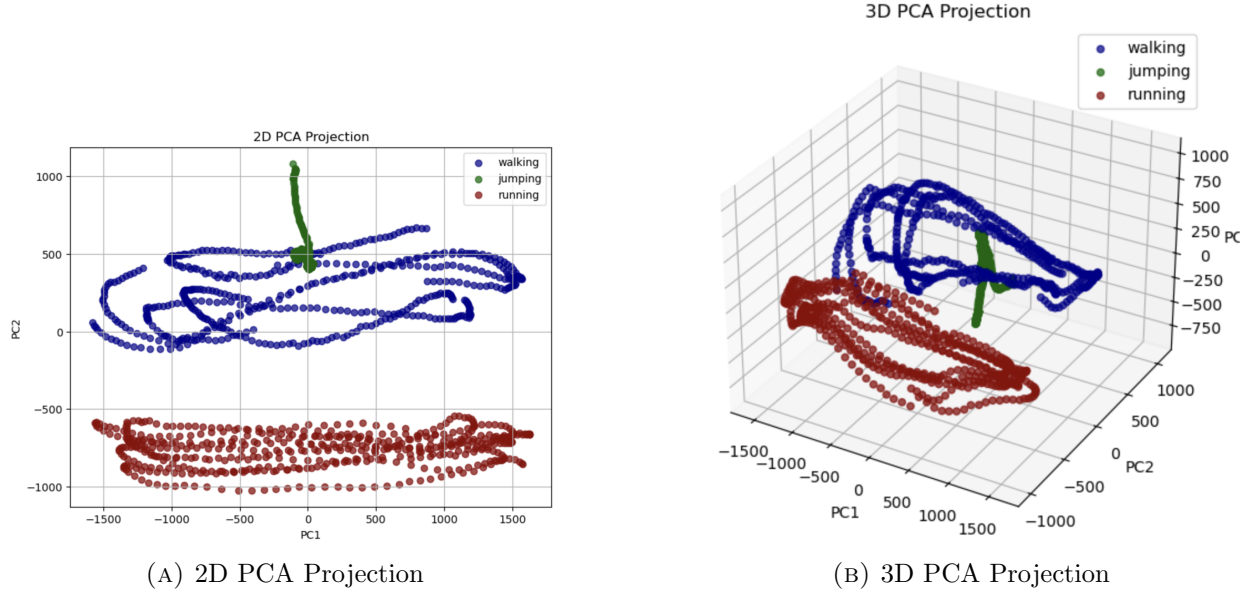 2D PCA Projection
walking
jumping
running
1000
500
0
−500
−1000
PC2
−1500
−1000
−500
0
500
1000
1500
PC1
(A) 2D PCA Projection
3D PCA Projection
walking
jumping
running
1000
750
500
250
0
−250
−500
−750
PC
1000
500
0
−500
−1000
PC2
−1500
−1000
−500
0
500
1000
1500
PC1
(B) 3D PCA Projection